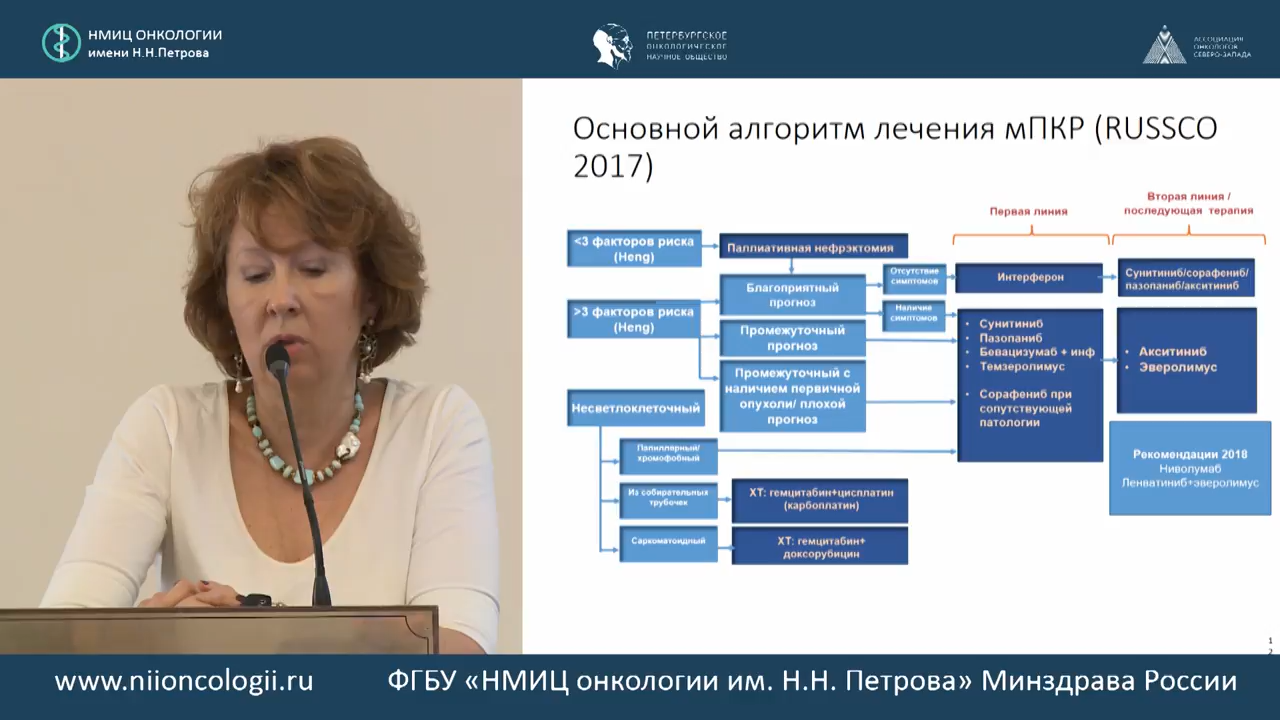 НМИЦ ОНКОЛОГИИ
имени Н.Н.Петрова
ПЕТЕРБУРГСКОЕ
ОНКОЛОГИЧЕСКОЕ
НАУЧНОЕ ОБЩЕСТВО
АССОЦИАЦИЯ
ОНКОЛОГОВ
СЕВЕРО-ЗАПАДА
Основной алгоритм лечения мПКР (RUSSCO
2017)
Первая линия
Вторая линия /
последующая терапия
<3 факторов риска
(Heng)
Паллиативная нефрэктомия
>3 факторов риска
(Heng)
Благоприятный
прогноз
Отсутствие
симптомов
Наличие
симптомов
Интерферон
Сунитиниб/сорафениб/
пазопаниб/акситиниб
Промежуточный
прогноз
Промежуточный с
наличием первичной
опухоли/ плохой
прогноз
• Сунитиниб
• Пазопаниб
• Бевацизумаб + инф
• Темзеролимус
• Сорафениб при
сопутствующей
патологии
• Акситиниб
• Эверолимус
Рекомендации 2018
Ниволумаб
Ленватиниб+эверолимус
Несветлоклеточный
Папиллярный/
хромофобный
Из собирательных
трубочек
ХТ: гемцитабин+цисплатин
(карбоплатин)
Саркоматоидный
ХТ: гемцитабин+
доксорубицин
1
2
www.niioncologii.ru
ФГБУ «НМИЦ онкологии им. Н.Н. Петрова» Минздрава России